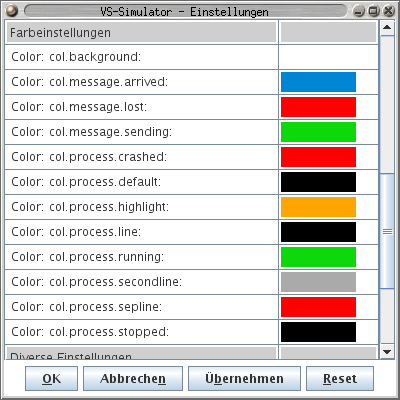 VS-Simulator - Einstellungen
Farbeinstellungen
Color: col.background:
Color: col.message.arrived:
Color: col.message.lost:
Color: col.message.sending:
Color: col.process.crashed:
Color: col.process.default:
Color: col.process.highlight:
Color: col.process.line:
Color: col.process.running:
Color: col.process.secondline:
Color: col.process.sepline:
Color: col.process.stopped:
Diverse Einstellungen
OK Abbrechen Übernehmen Reset